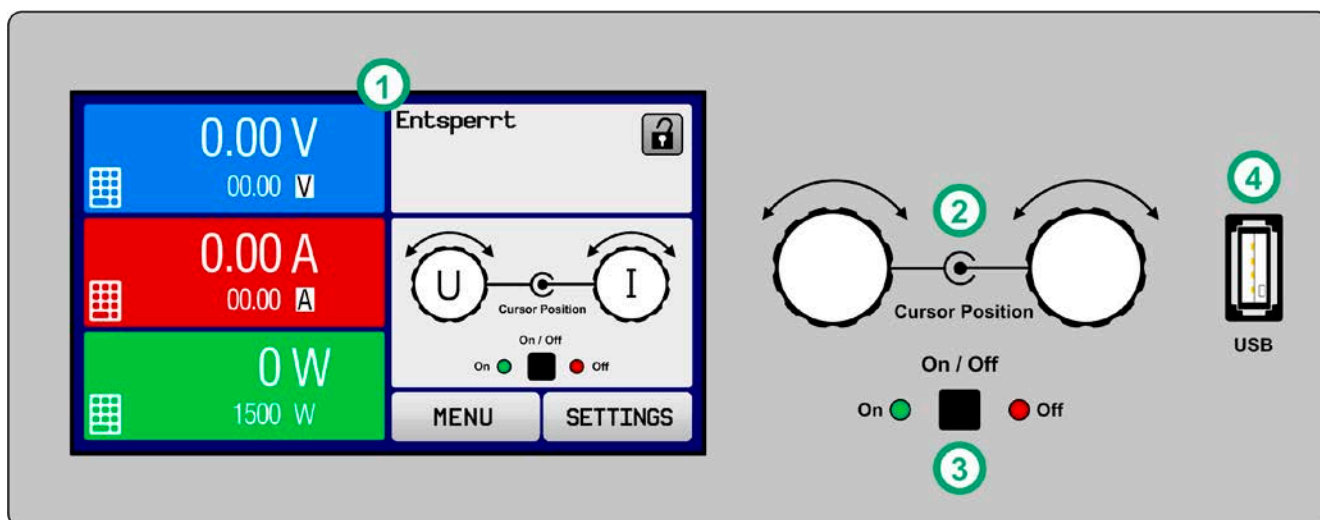 1
0.00 V
00.00 V
0.00 A
00.00 A
0 W
1500 W
Entsperrt
U
I
Cursor Position
On / Off
On
Off
MENU
SETTINGS
2
Cursor Position
On / Off
On
Off
3
4
USB